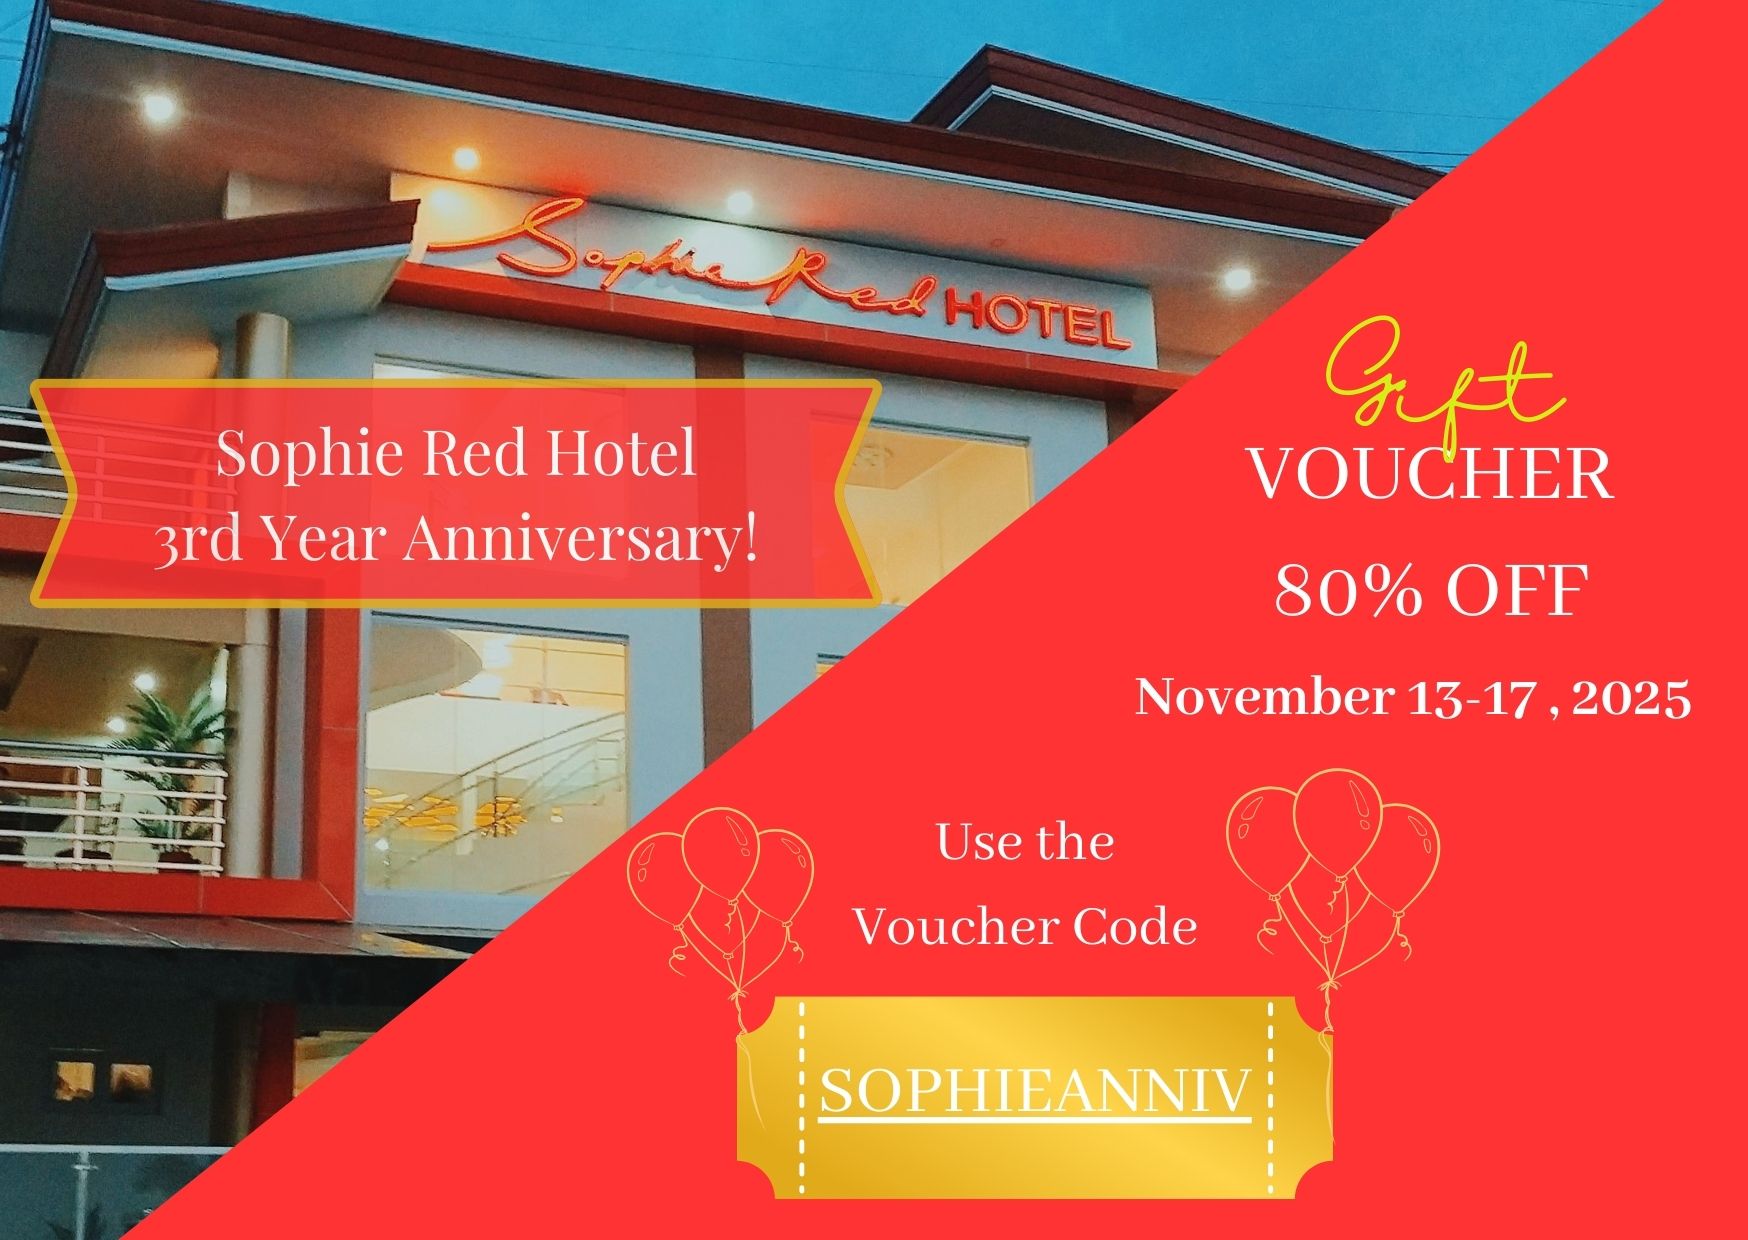 Sophie Red HOTEL
Sophie Red Hotel
3rd Year Anniversary!
Gift
VOUCHER
80% OFF
November 13-17 , 2025
Use the
Voucher Code
SOPHIEANNIV